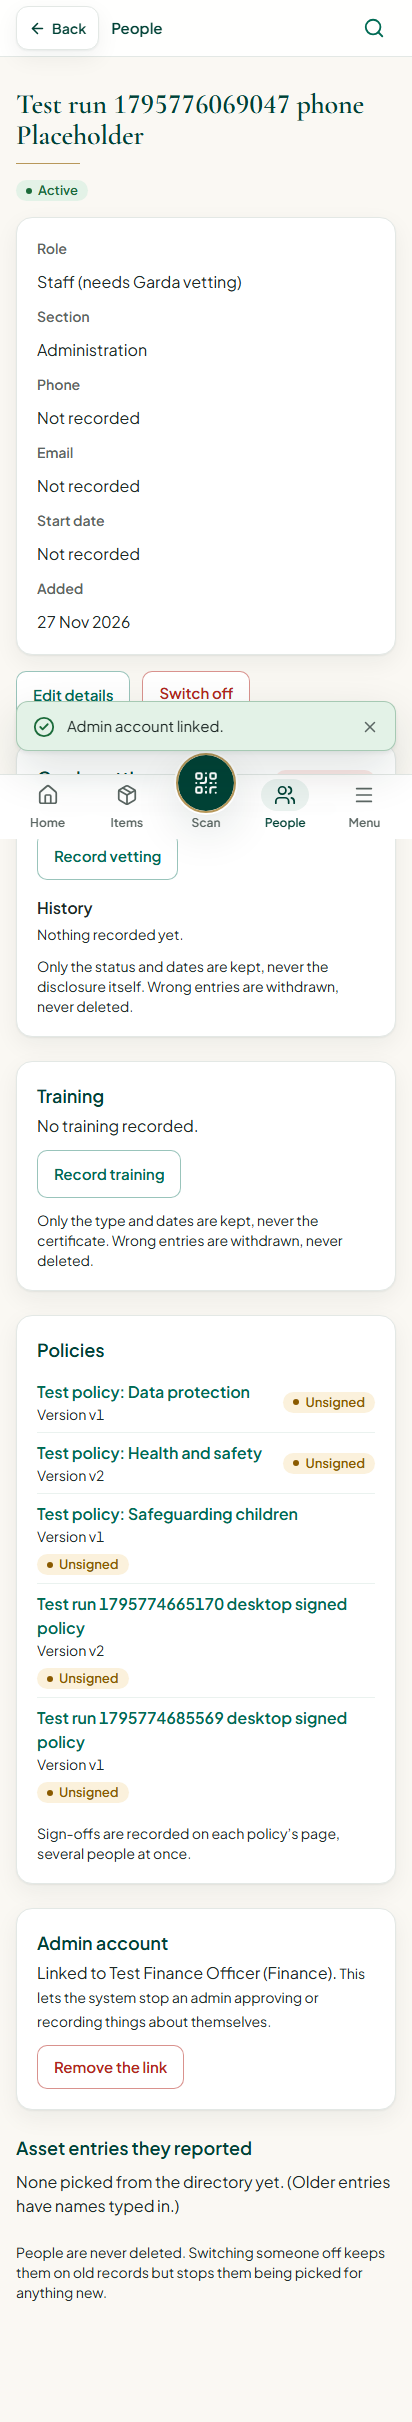 Back
People
Test run 1795776069047 phone
Placeholder
Active
Role
Staff (needs Garda vetting)
Section
Administration
Phone
Not recorded
Email
Not recorded
Start date
Not recorded
Added
27 Nov 2026
Edit details
Switch off
Admin account linked.
Home
Items
Scan
People
Menu
Record vetting
History
Nothing recorded yet.
Only the status and dates are kept, never the
disclosure itself. Wrong entries are withdrawn,
never deleted.
Training
No training recorded.
Record training
Only the type and dates are kept, never the
certificate. Wrong entries are withdrawn, never
deleted.
Policies
Test policy: Data protection
Unsigned
Version v1
Test policy: Health and safety
Unsigned
Version v2
Test policy: Safeguarding children
Version v1
Unsigned
Test run 1795774665170 desktop signed
policy
Version v2
Unsigned
Test run 1795774685569 desktop signed
policy
Version v1
Unsigned
Sign-offs are recorded on each policy's page,
several people at once.
Admin account
Linked to Test Finance Officer (Finance). This
lets the system stop an admin approving or
recording things about themselves.
Remove the link
Asset entries they reported
None picked from the directory yet. (Older entries
have names typed in.)
People are never deleted. Switching someone off keeps
them on old records but stops them being picked for
anything new.